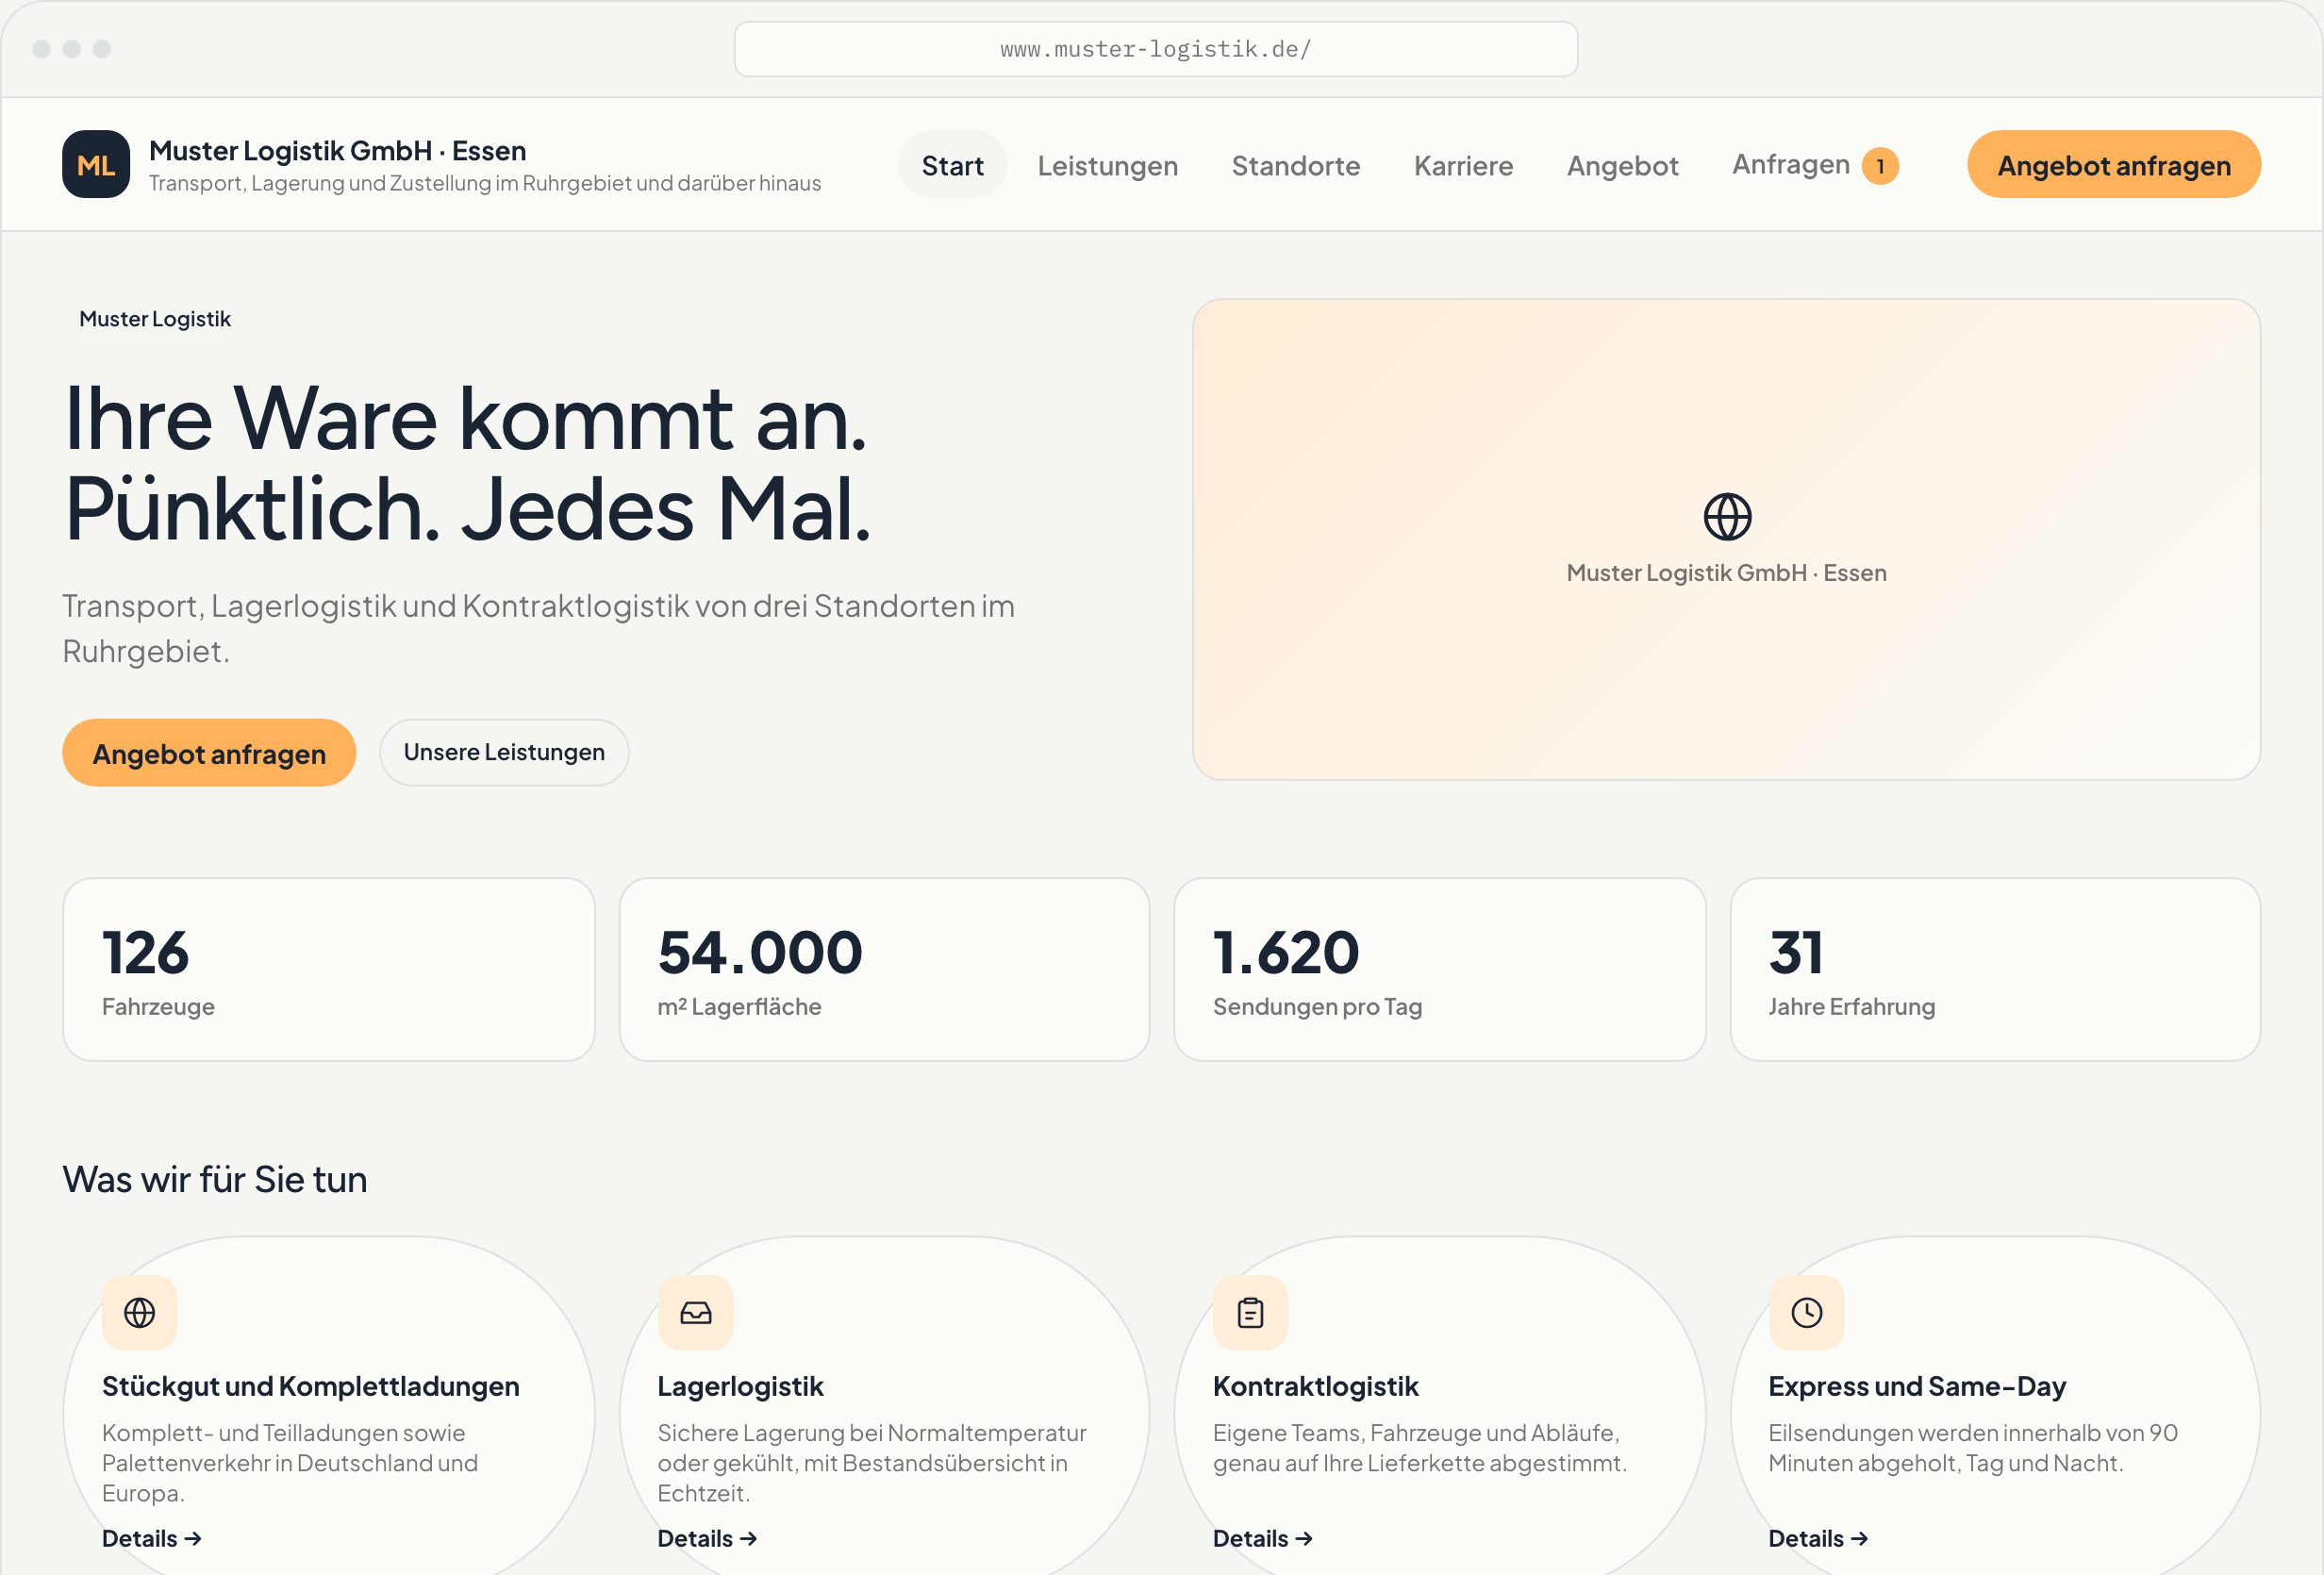 www.muster-logistik.de/
ML
Muster Logistik GmbH · Essen
Transport, Lagerung und Zustellung im Ruhrgebiet und darüber hinaus
Start
Leistungen
Standorte
Karriere
Angebot
Anfragen 1
Angebot anfragen
Muster Logistik
Ihre Ware kommt an.
Pünktlich. Jedes Mal.
Transport, Lagerlogistik und Kontraktlogistik von drei Standorten im
Ruhrgebiet.
Angebot anfragen
Unsere Leistungen
Muster Logistik GmbH · Essen
126
Fahrzeuge
54.000
m² Lagerfläche
1.620
Sendungen pro Tag
31
Jahre Erfahrung
Was wir für Sie tun
Stückgut und Komplettladungen
Komplett- und Teilladungen sowie
Palettenverkehr in Deutschland und
Europa.
Details →
Lagerlogistik
Sichere Lagerung bei Normaltemperatur
oder gekühlt, mit Bestandsübersicht in
Echtzeit.
Details →
Kontraktlogistik
Eigene Teams, Fahrzeuge und Abläufe,
genau auf Ihre Lieferkette abgestimmt.
Details →
Express und Same-Day
Eilsendungen werden innerhalb von 90
Minuten abgeholt, Tag und Nacht.
Details →